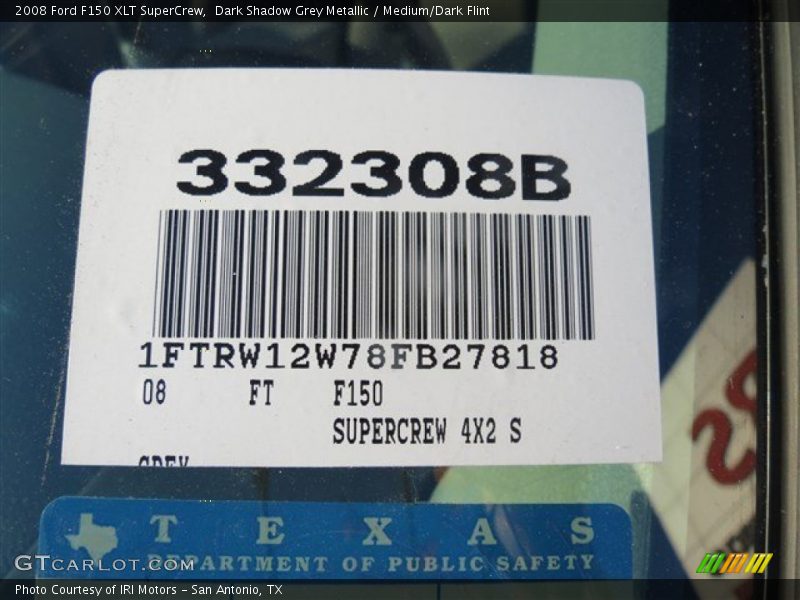 2008 Ford F150 XLT SuperCrew,  Dark Shadow Grey Metallic / Medium/Dark Flint
332308B
1FTRW12W78FB27818
08 FT F150
SUPERCREW 4X2 S
GREY
TEXAS
DEPARTMENT OF PUBLIC SAFETY
GTCARLOT.COM
Photo Courtesy of IRI Motors – San Antonio, TX